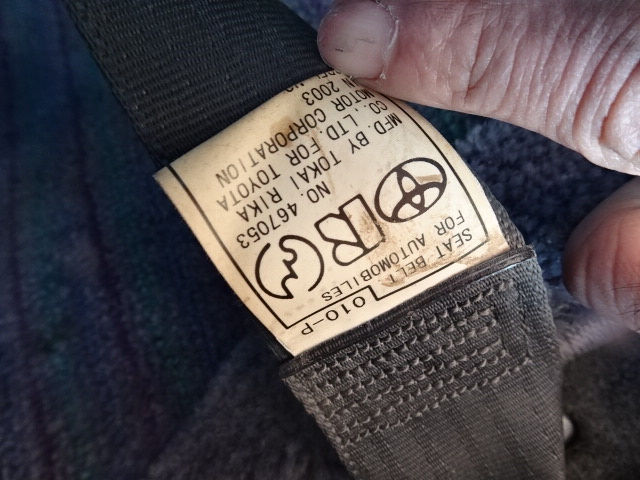 010-P
SEAT BELT
FOR AUTOMOBILES
NO. 467053
MFD. BY TOKAI RIKA
CO., LTD. FOR TOYOTA
MOTOR CORPORATION
2003